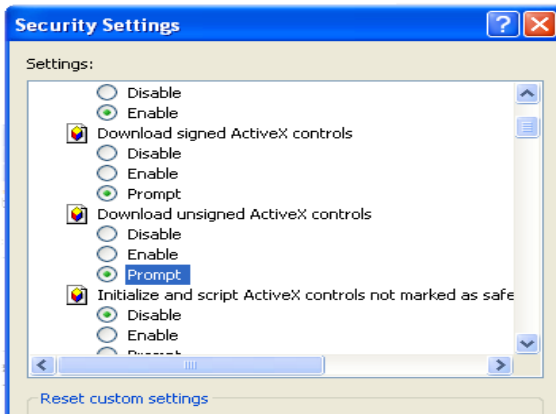 Security Settings
Settings:
Disable
Enable
Download signed ActiveX controls
Disable
Enable
Prompt
Download unsigned ActiveX controls
Disable
Enable
Prompt
Initialize and script ActiveX controls not marked as safe
Disable
Enable
Prompt
Reset custom settings